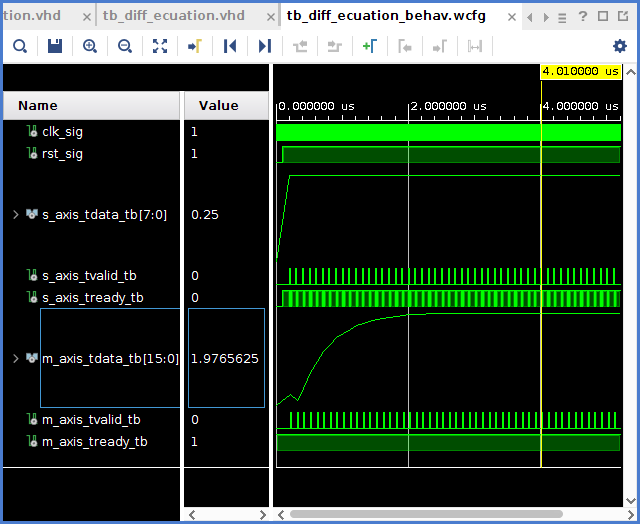 tion.vhd × tb_diff_ecuation.vhd × tb_diff_ecuation_behav.wcfg ×
4.010000 us
Name Value
0.000000 us 2.000000 us 4.000000 us
clk_sig 1
rst_sig 1
s_axis_tdata_tb[7:0] 0.25
s_axis_tvalid_tb 0
s_axis_tready_tb 0
m_axis_tdata_tb[15:0] 1.9765625
m_axis_tvalid_tb 0
m_axis_tready_tb 1